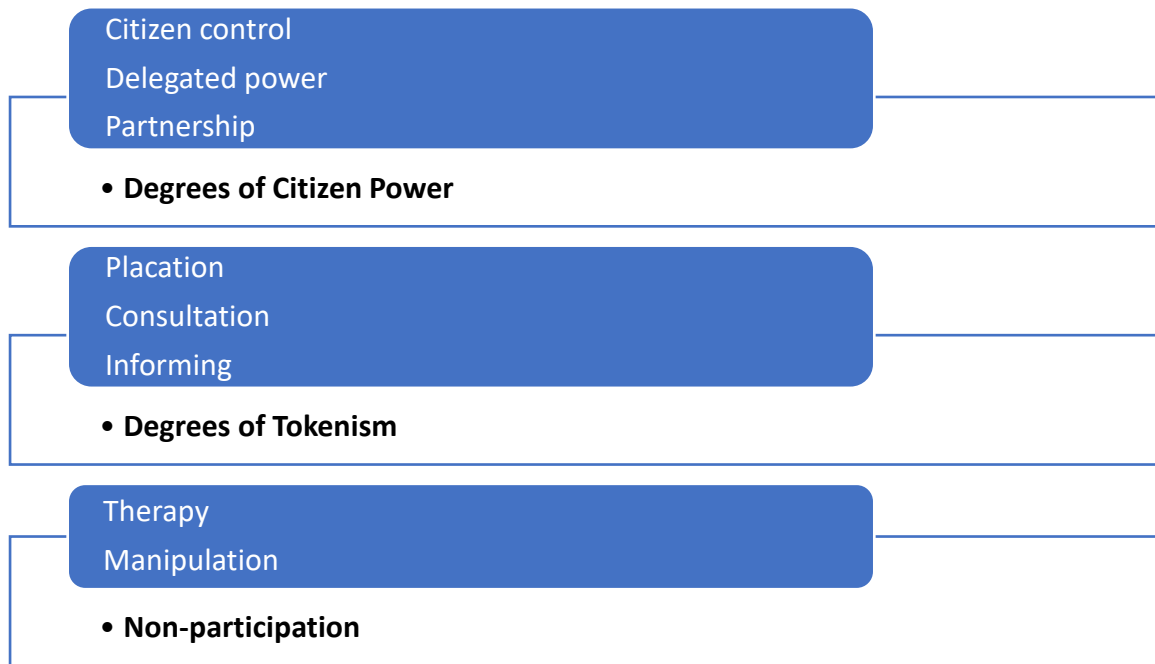 Citizen control
Delegated power
Partnership
• Degrees of Citizen Power
Placation
Consultation
Informing
• Degrees of Tokenism
Therapy
Manipulation
• Non-participation